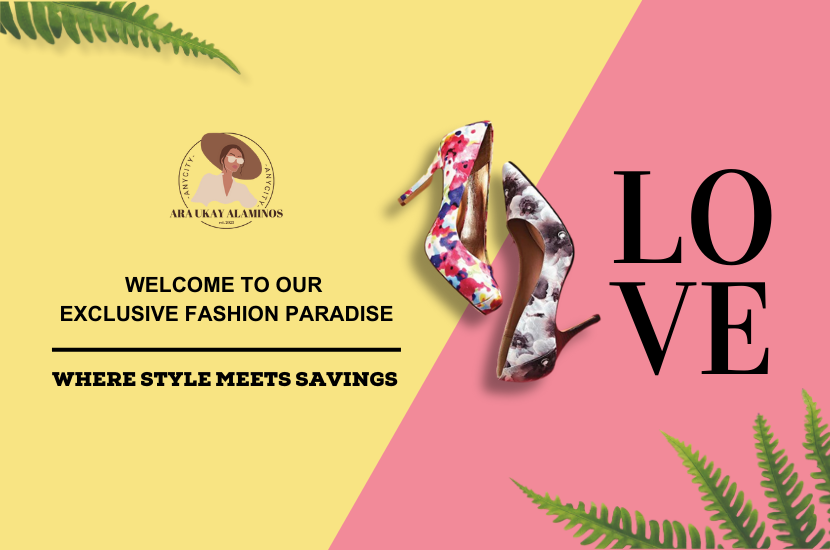 ·ANYCITY·
·ANYCITY·
ARA UKAY ALAMINOS
WELCOME TO OUR
EXCLUSIVE FASHION PARADISE
WHERE STYLE MEETS SAVINGS
LO
VE